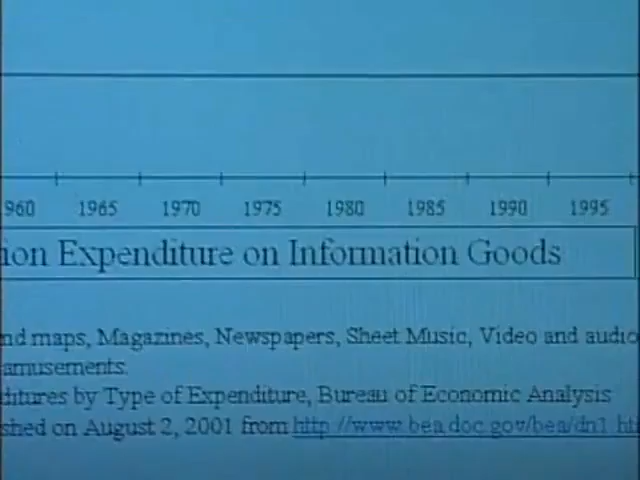 960 1965 1970 1975 1980 1985 1990 1995
ion Expenditure on Information Goods
nd maps, Magazines, Newspapers, Sheet Music, Video and audio
amusements.
ditures by Type of Expenditure, Bureau of Economic Analysis
shed on August 2, 2001 from http://www.bea.doc.gov/bea/dn1.ht